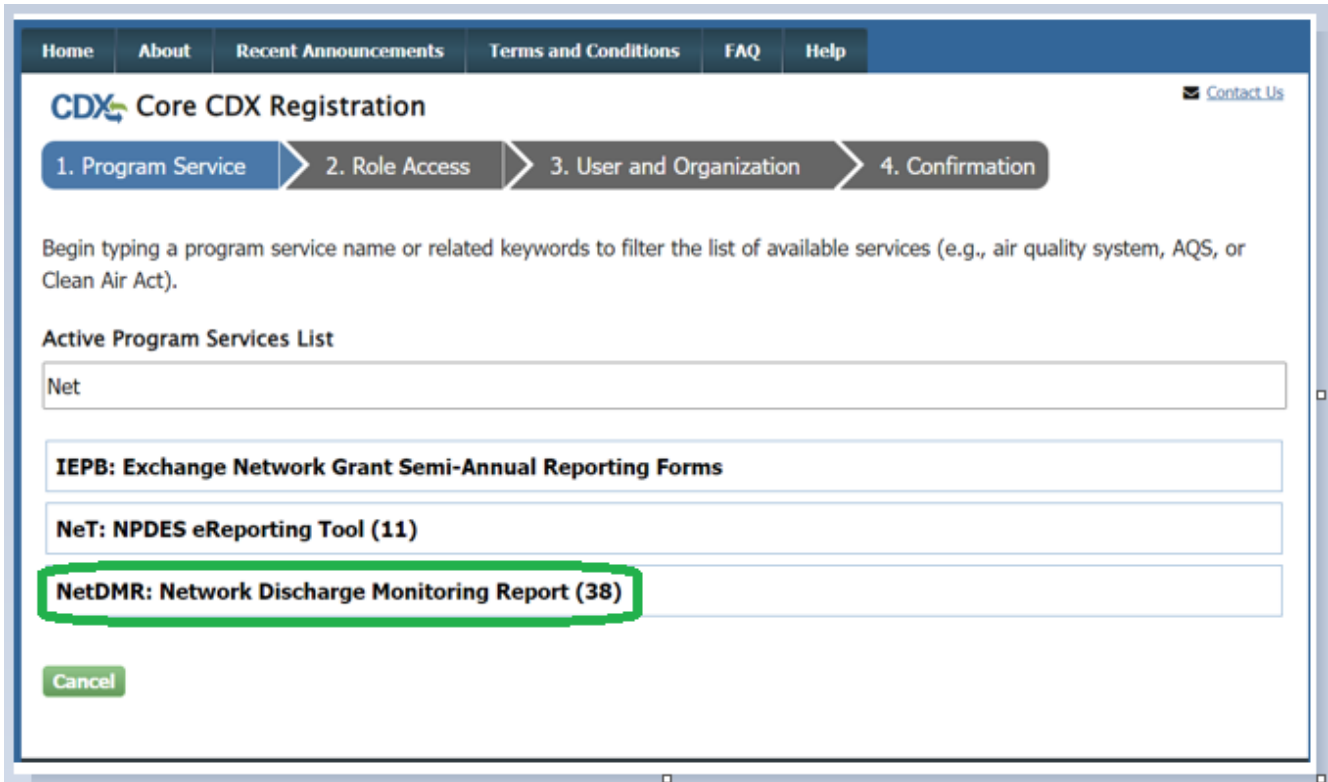 Home About Recent Announcements Terms and Conditions FAQ Help
CDX Core CDX Registration
Contact Us
1. Program Service 2. Role Access 3. User and Organization 4. Confirmation
Begin typing a program service name or related keywords to filter the list of available services (e.g., air quality system, AQS, or
Clean Air Act).
Active Program Services List
Net
IEPB: Exchange Network Grant Semi-Annual Reporting Forms
NeT: NPDES eReporting Tool (11)
NetDMR: Network Discharge Monitoring Report (38)
Cancel